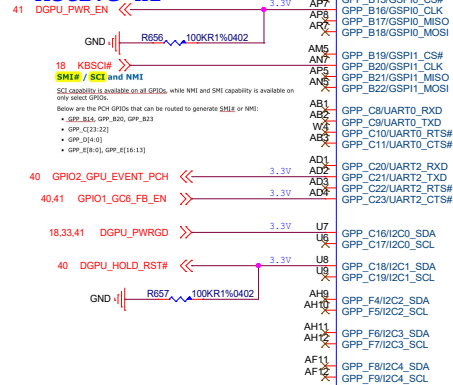 41 DGPU_PWR_EN
3.3V
AP7
AP8 GPP_B16/GSPI0_CLK
AR7 GPP_B17/GSPI0_MISO
GPP_B18/GSPI0_MOSI
GND R656 100KR1%0402
AM5
AN7 GPP_B19/GSPI1_CS#
18 KBSCI# AP5 GPP_B20/GSPI1_CLK
SMI# / SCI and NMI AN5 GPP_B21/GSPI1_MISO
GPP_B22/GSPI1_MOSI
SCI capability is available on all GPIOs, while NMI and SMI capability is available on
only select GPIOs.
Below are the PCH GPIOs that can be routed to generate SMI# or NMI:
• GPP_B14, GPP_B20, GPP_B23
• GPP_C[23:22]
• GPP_D[4:0]
• GPP_E[8:0], GPP_E[16:13]
AB1 GPP_C8/UART0_RXD
AB2 GPP_C9/UART0_TXD
W4 GPP_C10/UART0_RTS#
AB3 GPP_C11/UART0_CTS#
AD1 GPP_C20/UART2_RXD
40 GPIO2_GPU_EVENT_PCH 3.3V AD2 GPP_C21/UART2_TXD
AD3 GPP_C22/UART2_RTS#
40,41 GPIO1_GC6_FB_EN 3.3V AD4 GPP_C23/UART2_CTS#
18,33,41 DGPU_PWRGD 3.3V U7 GPP_C16/I2C0_SDA
U6 GPP_C17/I2C0_SCL
40 DGPU_HOLD_RST# 3.3V U8 GPP_C18/I2C1_SDA
U9 GPP_C19/I2C1_SCL
GND R657 100KR1%0402 AH9 GPP_F4/I2C2_SDA
AH10 GPP_F5/I2C2_SCL
AH11 GPP_F6/I2C3_SDA
AH12 GPP_F7/I2C3_SCL
AF11 GPP_F8/I2C4_SDA
AF12 GPP_F9/I2C4_SCL